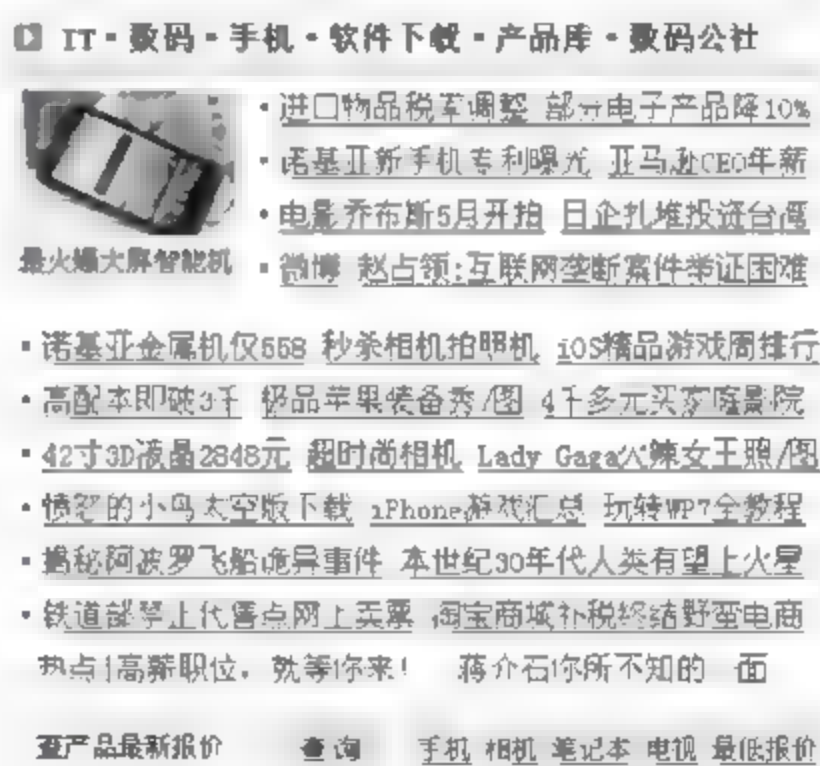 IT·数码·手机·软件下载·产品库·数码公社
进口物品税率调整 部分电子产品降10%
诺基亚新手机专利曝光 亚马逊CEO年薪
电影乔布斯5月开拍 日企扎堆投资台湾
最火爆大屏智能机
微博 赵占领:互联网垄断案件举证困难
诺基亚金属机仅558 秒杀相机拍照机 iOS精品游戏周排行
高配本即破3千 极品苹果装备秀/图 4千多元买家庭影院
42寸3D液晶2848元 超时尚相机 Lady Gaga火辣女王照/图
愤怒的小鸟太空版下载 iPhone游戏汇总 玩转WP7全教程
揭秘阿波罗飞船诡异事件 本世纪30年代人类有望上火星
铁道部禁止代售点网上卖票 淘宝商城补税终结野蛮电商
热点|高薪职位，就等你来! 蒋介石你所不知的一面
查产品最新报价 查询 手机 相机 笔记本 电视 最低报价